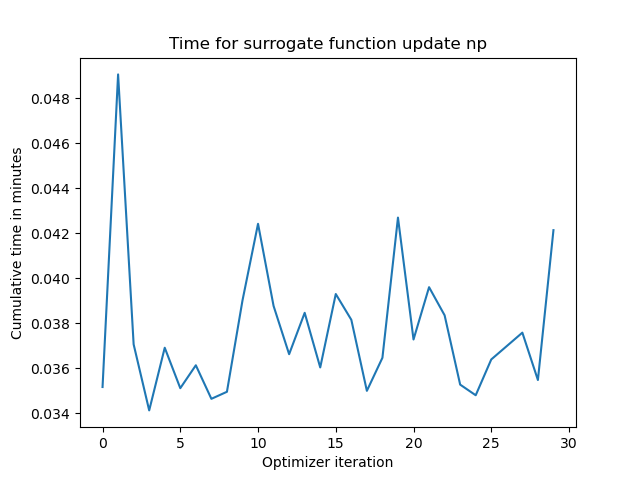 Time for surrogate function update np
Cumulative time in minutes
0.048
0.046
0.044
0.042
0.040
0.038
0.036
0.034
0 5 10 15 20 25 30
Optimizer iteration